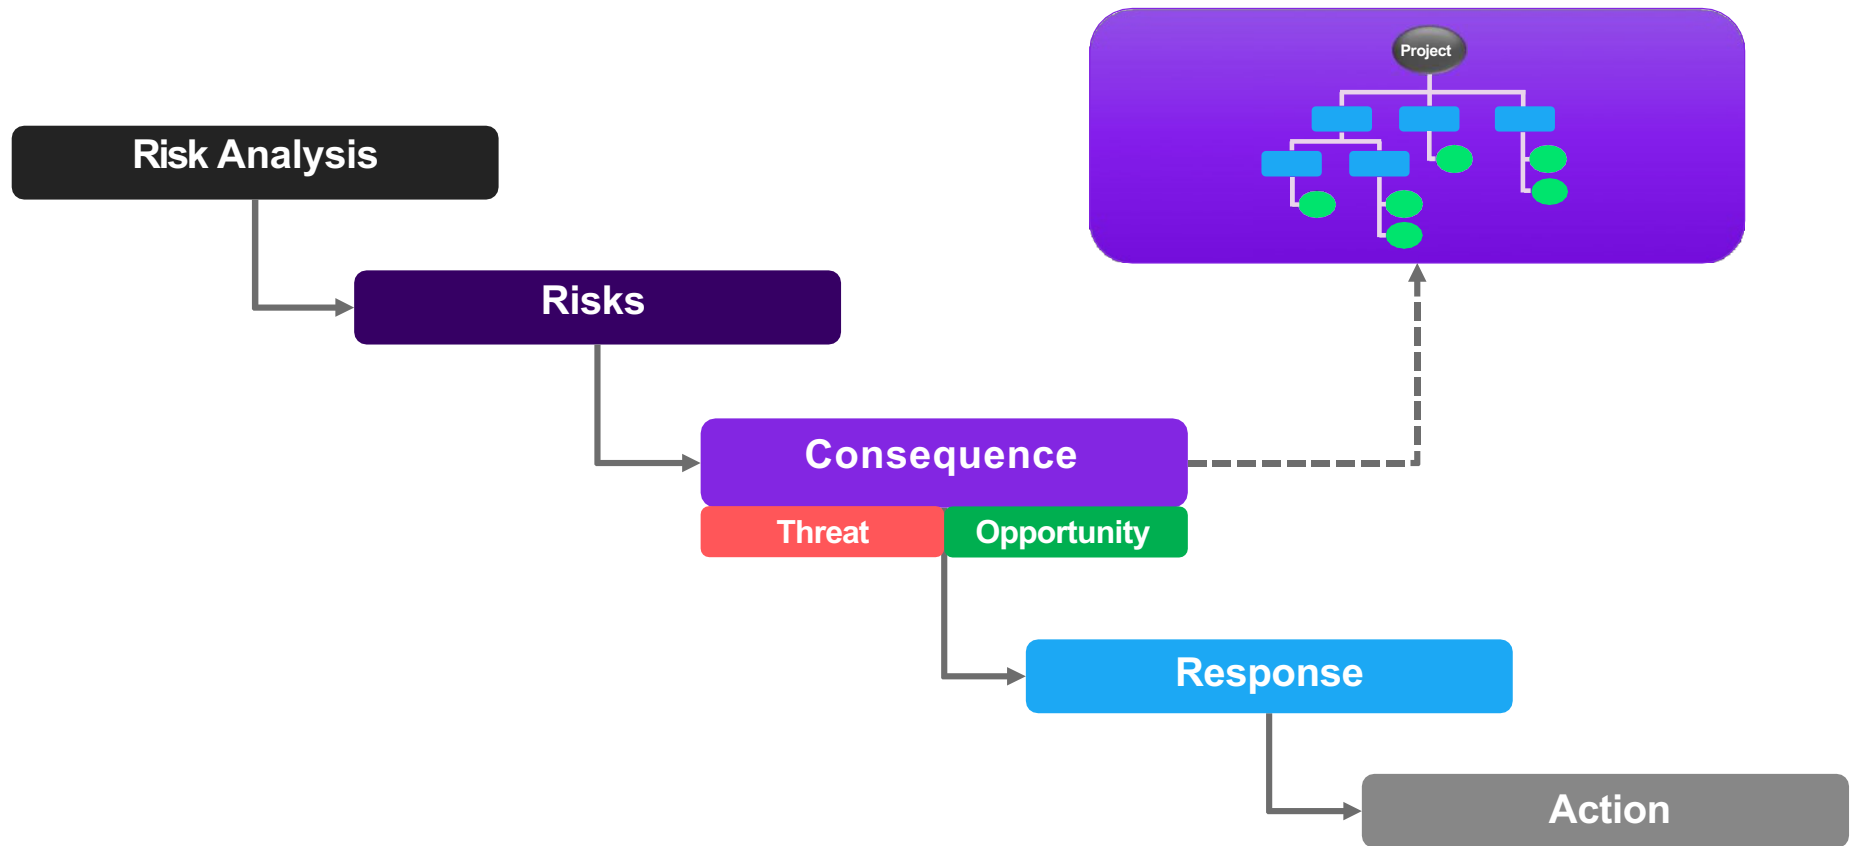 Project
Risk Analysis
Risks
Consequence
Threat
Opportunity
Response
Action